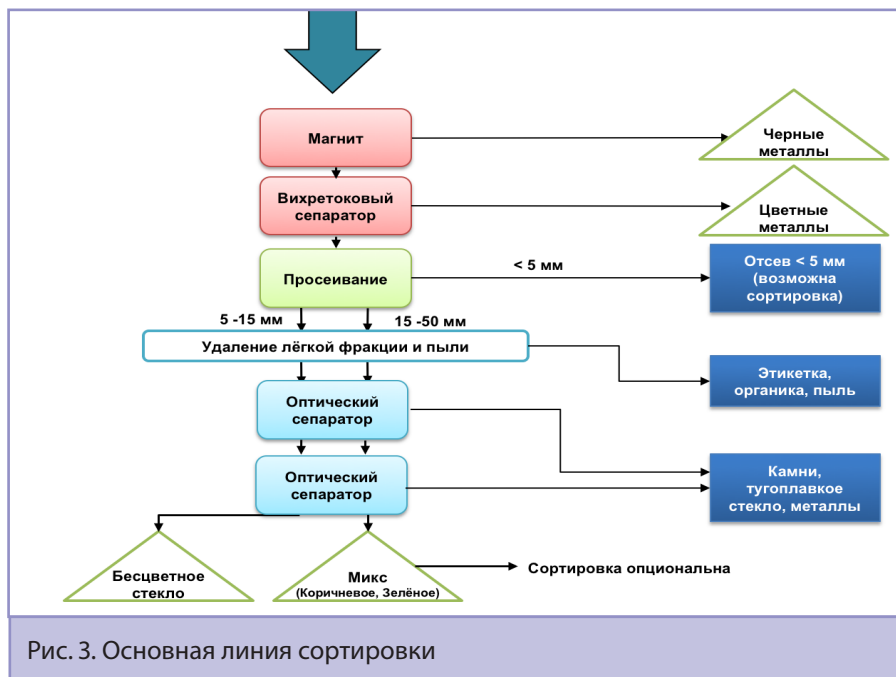 Магнит
Черные
металлы
Вихретоковый
сепаратор
Цветные
металлы
Просеивание
< 5 мм
Отсев < 5 мм
(возможна
сортировка)
5 -15 мм
15 -50 мм
Удаление лёгкой фракции и пыли
Этикетка,
органика, пыль
Оптический
сепаратор
Оптический
сепаратор
Камни,
тугоплавкое
стекло, металлы
Бесцветное
стекло
Микс
(Коричневое, Зелёное)
Сортировка опциональна
Рис. 3. Основная линия сортировки